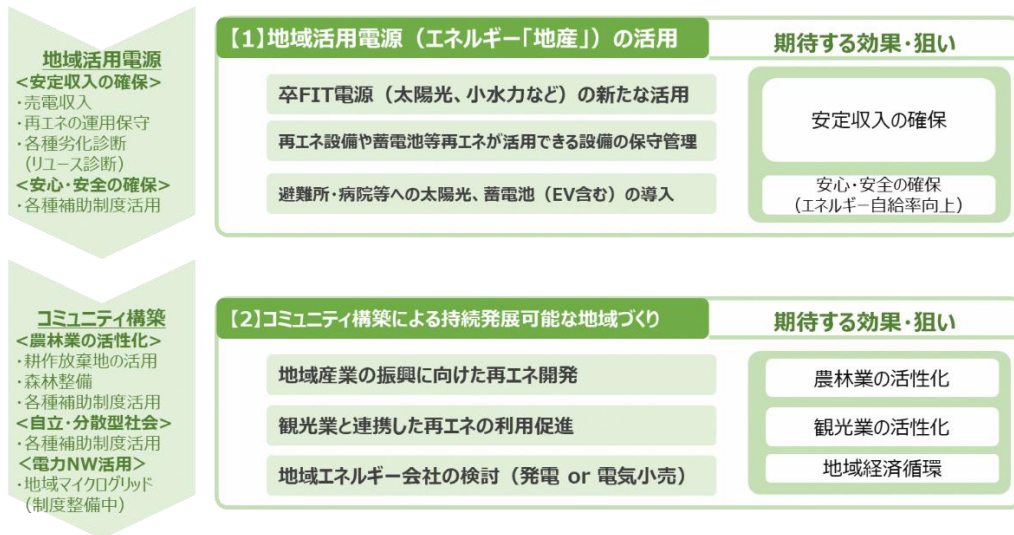 地域活用電源
<安定収入の確保>
・売電収入
・再エネの運用保守
・各種劣化診断
(リユース診断)
<安心・安全の確保>
・各種補助制度活用
【1】地域活用電源（エネルギー「地産」）の活用
期待する効果・狙い
卒FIT電源（太陽光、小水力など）の新たな活用
再エネ設備や蓄電池等再エネが活用できる設備の保守管理
避難所・病院等への太陽光、蓄電池（EV含む）の導入
安定収入の確保
安心・安全の確保
(エネルギー自給率向上)
コミュニティ構築
<農林業の活性化>
・耕作放棄地の活用
・森林整備
・各種補助制度活用
<自立・分散型社会>
・各種補助制度活用
<電力NW活用>
・地域マイクログリッド
(制度整備中)
【2】コミュニティ構築による持続発展可能な地域づくり
期待する効果・狙い
地域産業の振興に向けた再エネ開発
観光業と連携した再エネの利用促進
地域エネルギー会社の検討（発電 or 電気小売）
農林業の活性化
観光業の活性化
地域経済循環